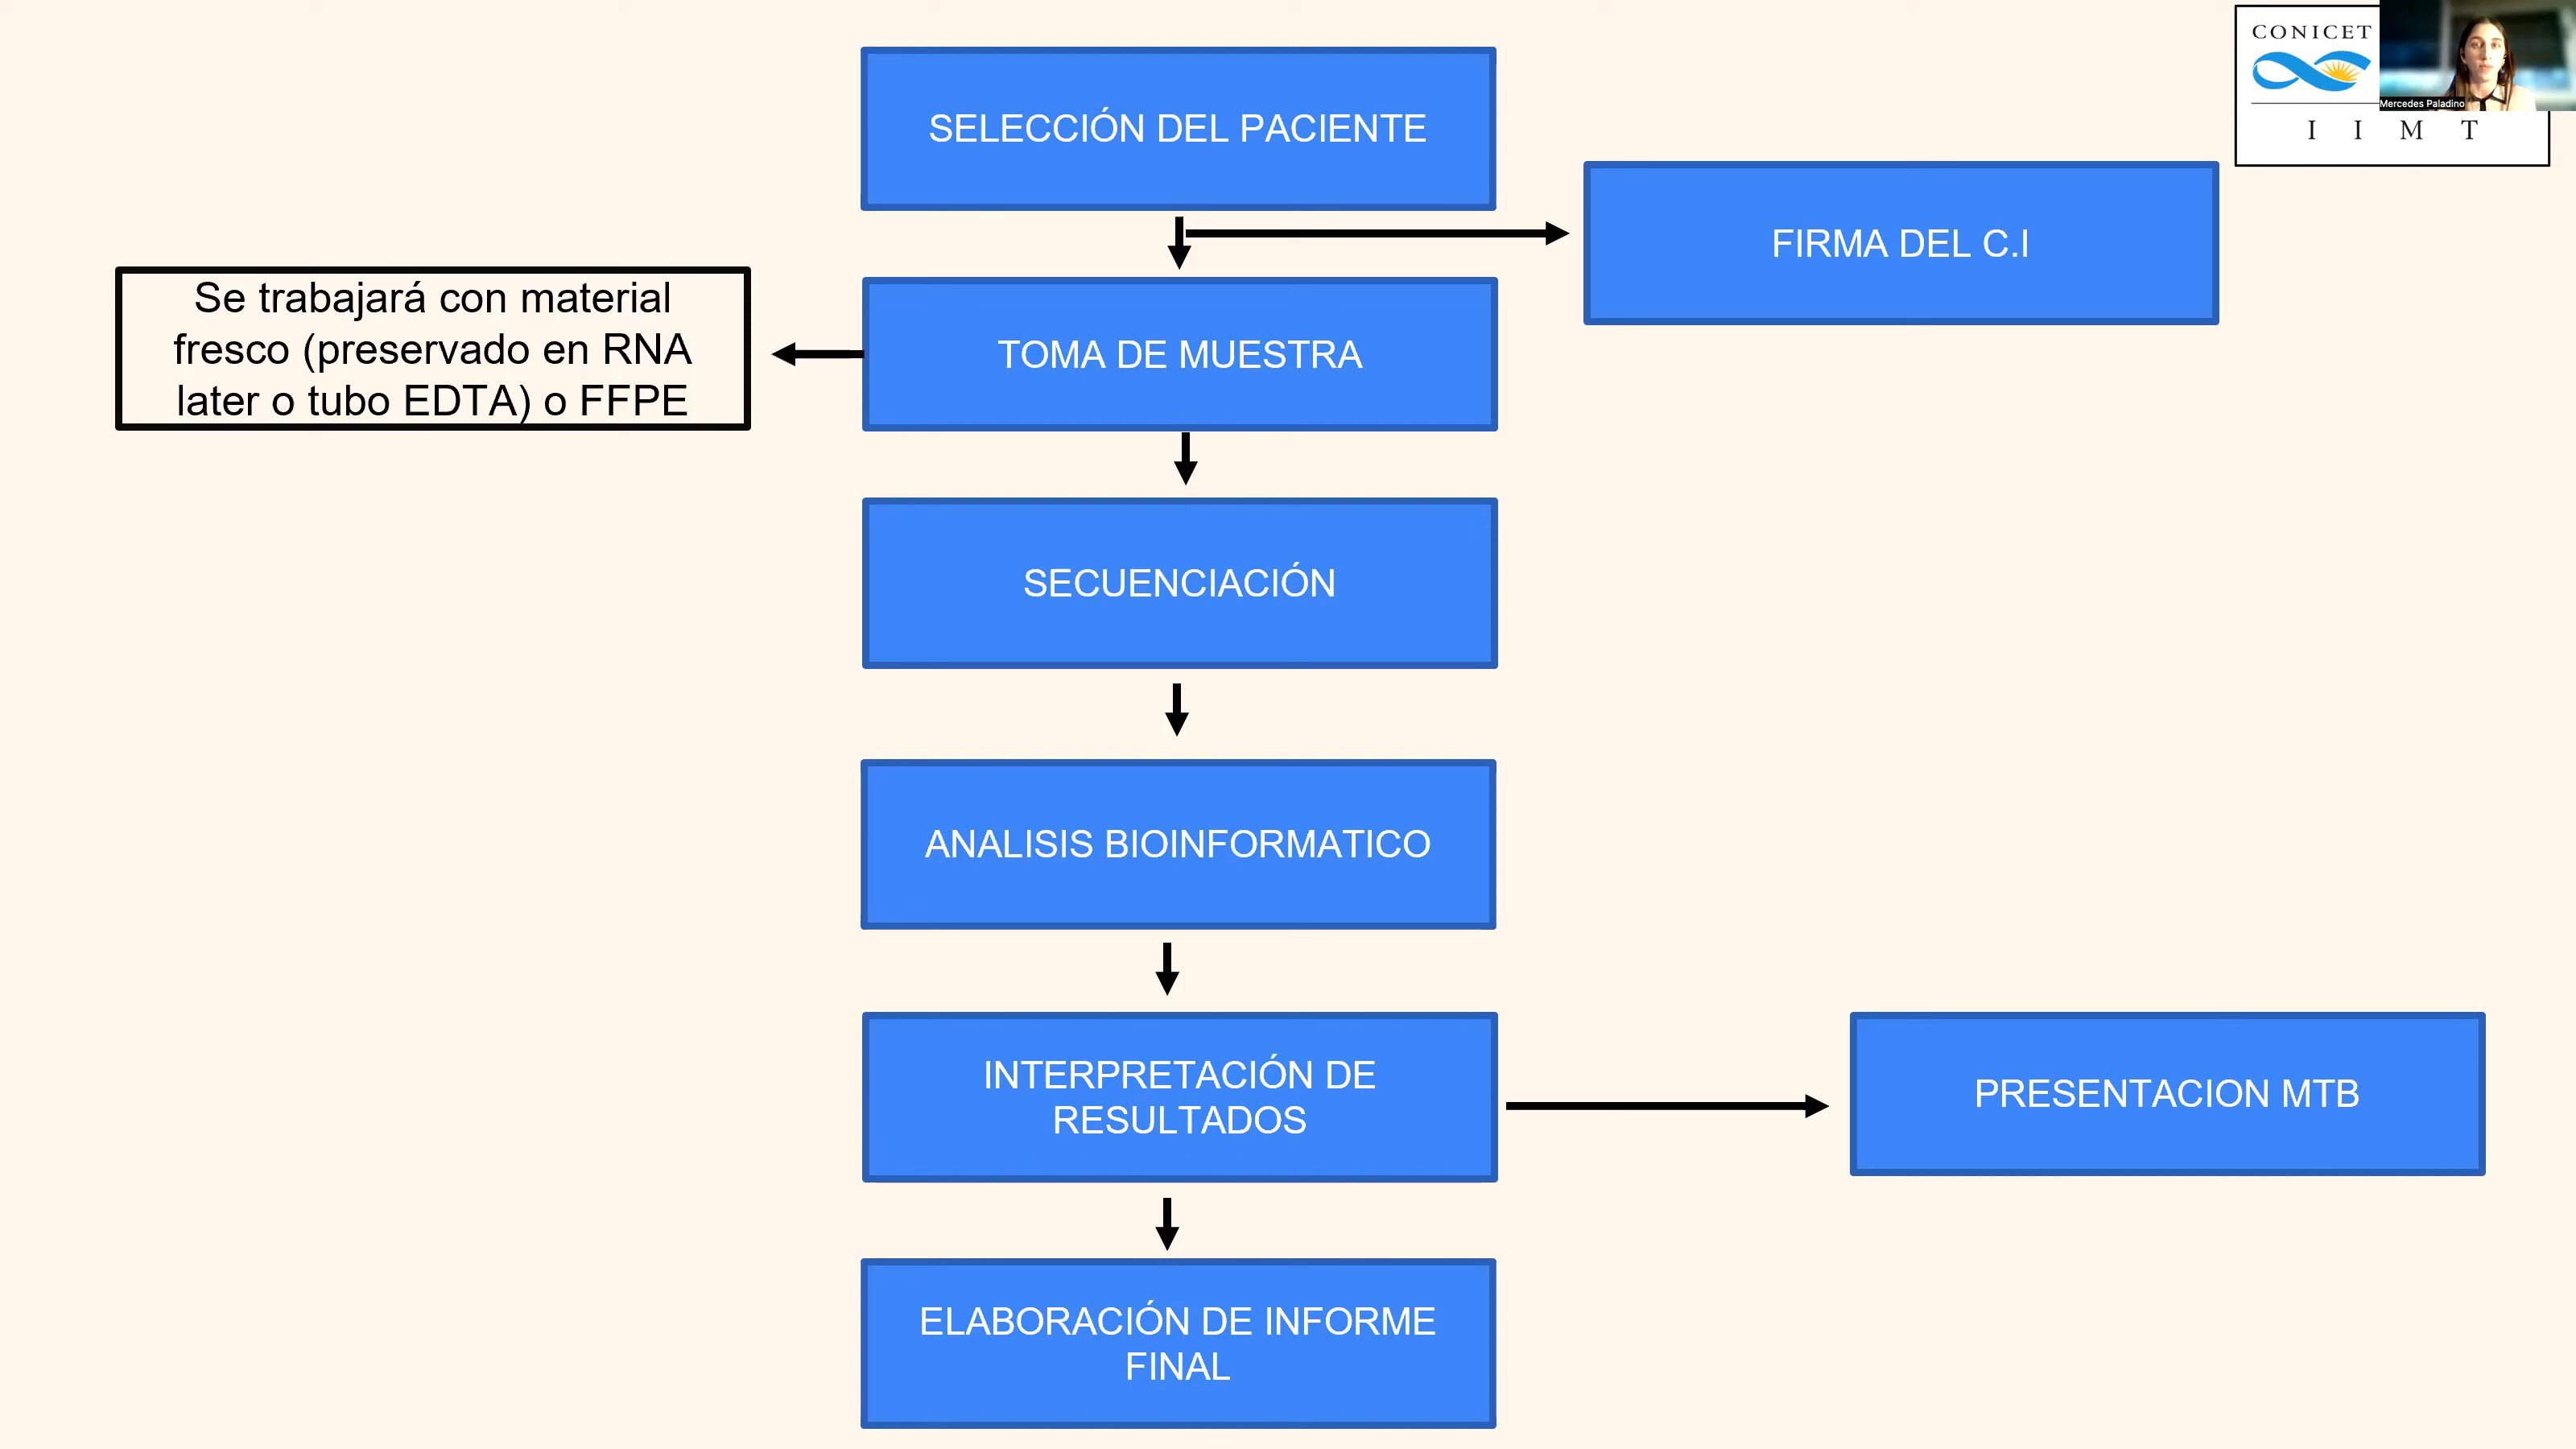 CONICET
Mercedes Paladino
I I M T
SELECCIÓN DEL PACIENTE
FIRMA DEL C.I
Se trabajará con material
fresco (preservado en RNA
later o tubo EDTA) o FFPE
TOMA DE MUESTRA
SECUENCIACIÓN
ANALISIS BIOINFORMATICO
INTERPRETACIÓN DE
RESULTADOS
PRESENTACION MTB
ELABORACIÓN DE INFORME
FINAL